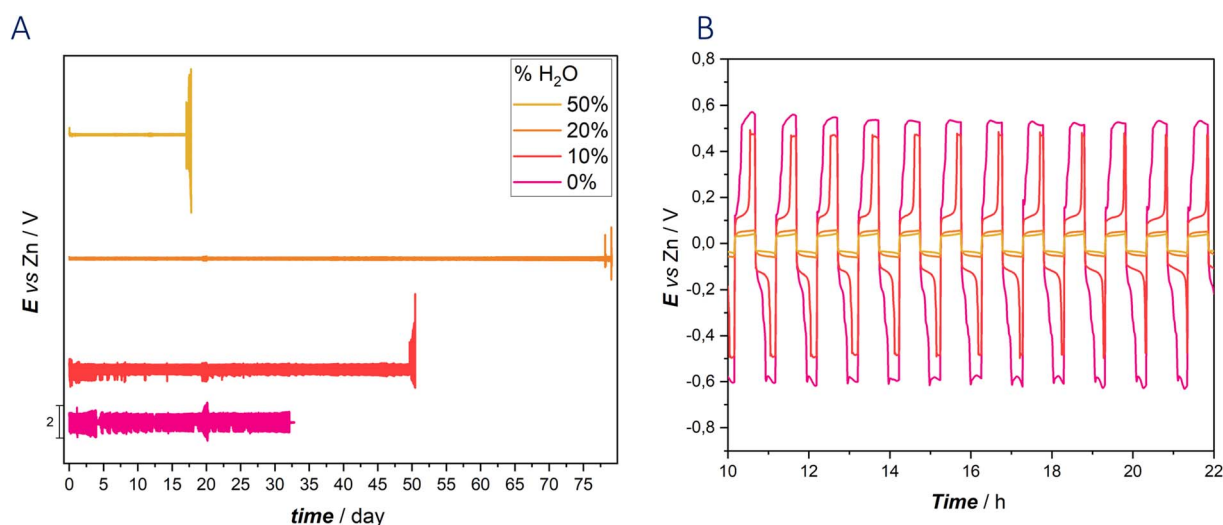 A
% H₂O
50%
20%
10%
0%
E vs Zn / V
2
0 5 10 15 20 25 30 35 40 45 50 55 60 65 70 75
time / day
B
0,8
0,6
0,4
0,2
0,0
-0,2
-0,4
-0,6
-0,8
E vs Zn / V
10 12 14 16 18 20 22
Time / h